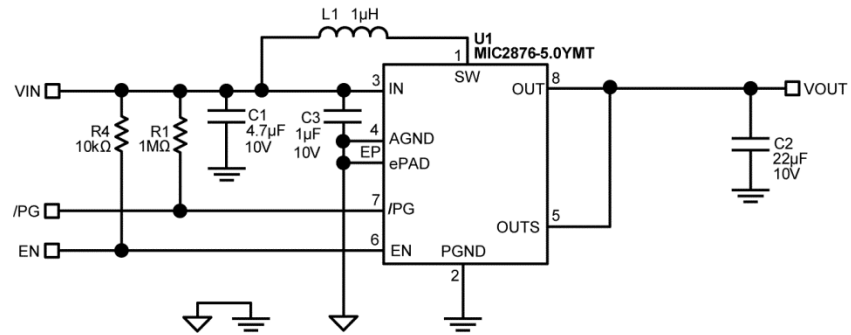 L1 1µH
U1
MIC2876-5.0YMT
1
SW
VIN
3
IN
OUT
8
VOUT
R4
10kΩ
R1
1MΩ
C1
4.7µF
10V
C3
1µF
10V
4
AGND
EP
ePAD
C2
22µF
10V
/PG
7
/PG
OUTS
5
EN
6
EN
PGND
2